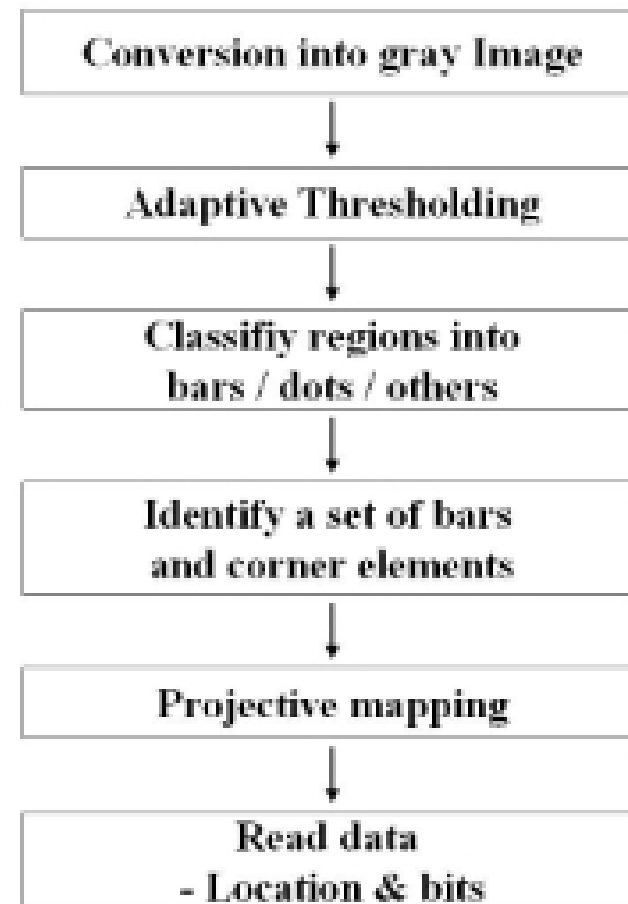 Conversion into gray Image
Adaptive Thresholding
Classifiy regions into
bars / dots / others
Identify a set of bars
and corner elements
Projective mapping
Read data
- Location & bits